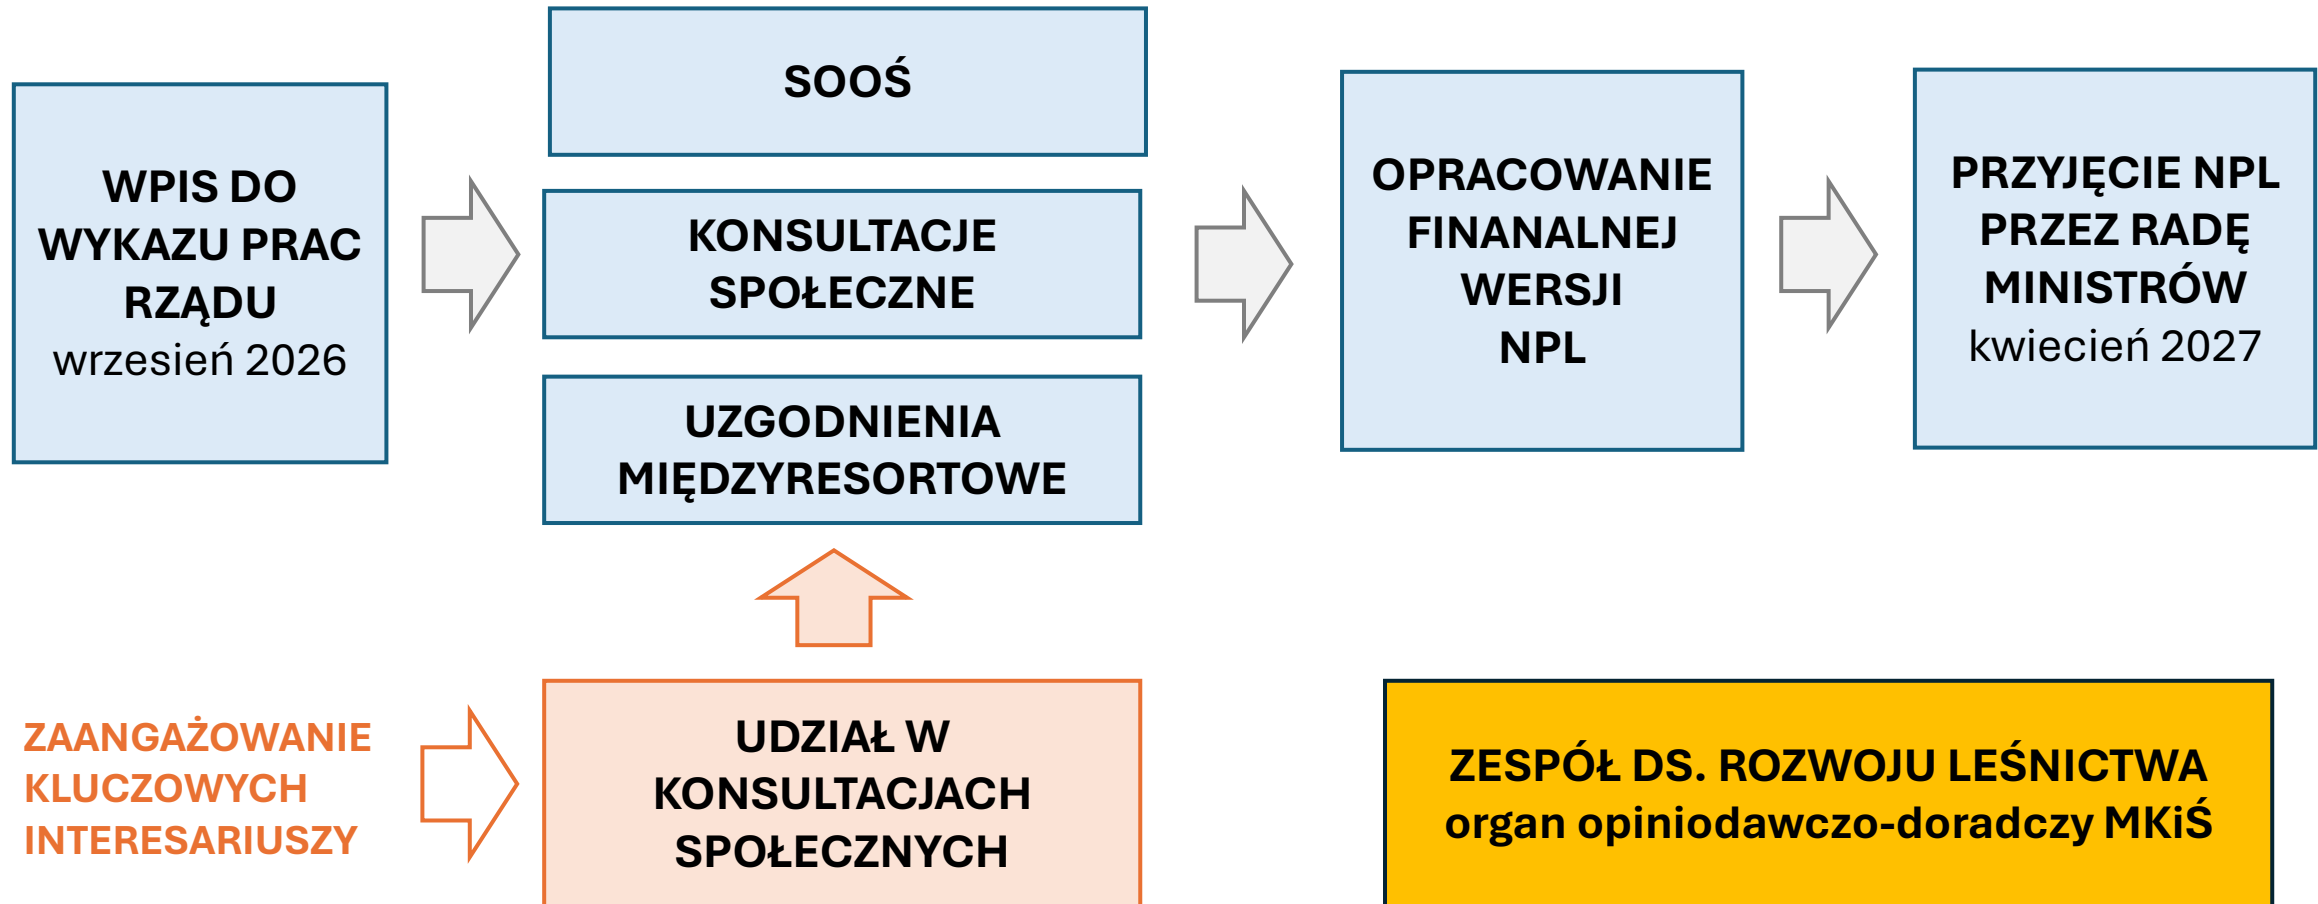 WPIS DO
WYKAZU PRAC
RZĄDU
wrzesień 2026
SOOŚ
KONSULTACJE
SPOŁECZNE
UZGODNIENIA
MIĘDZYRESORTOWE
OPRACOWANIE
FINANALNEJ
WERSJI
NPL
PRZYJĘCIE NPL
PRZEZ RADĘ
MINISTRÓW
kwiecień 2027
ZAANGAŻOWANIE
KLUCZOWYCH
INTERESARIUSZY
UDZIAŁ W
KONSULTACJACH
SPOŁECZNYCH
ZESPÓŁ DS. ROZWOJU LEŚNICTWA
organ opiniodawczo-doradczy MKiŚ